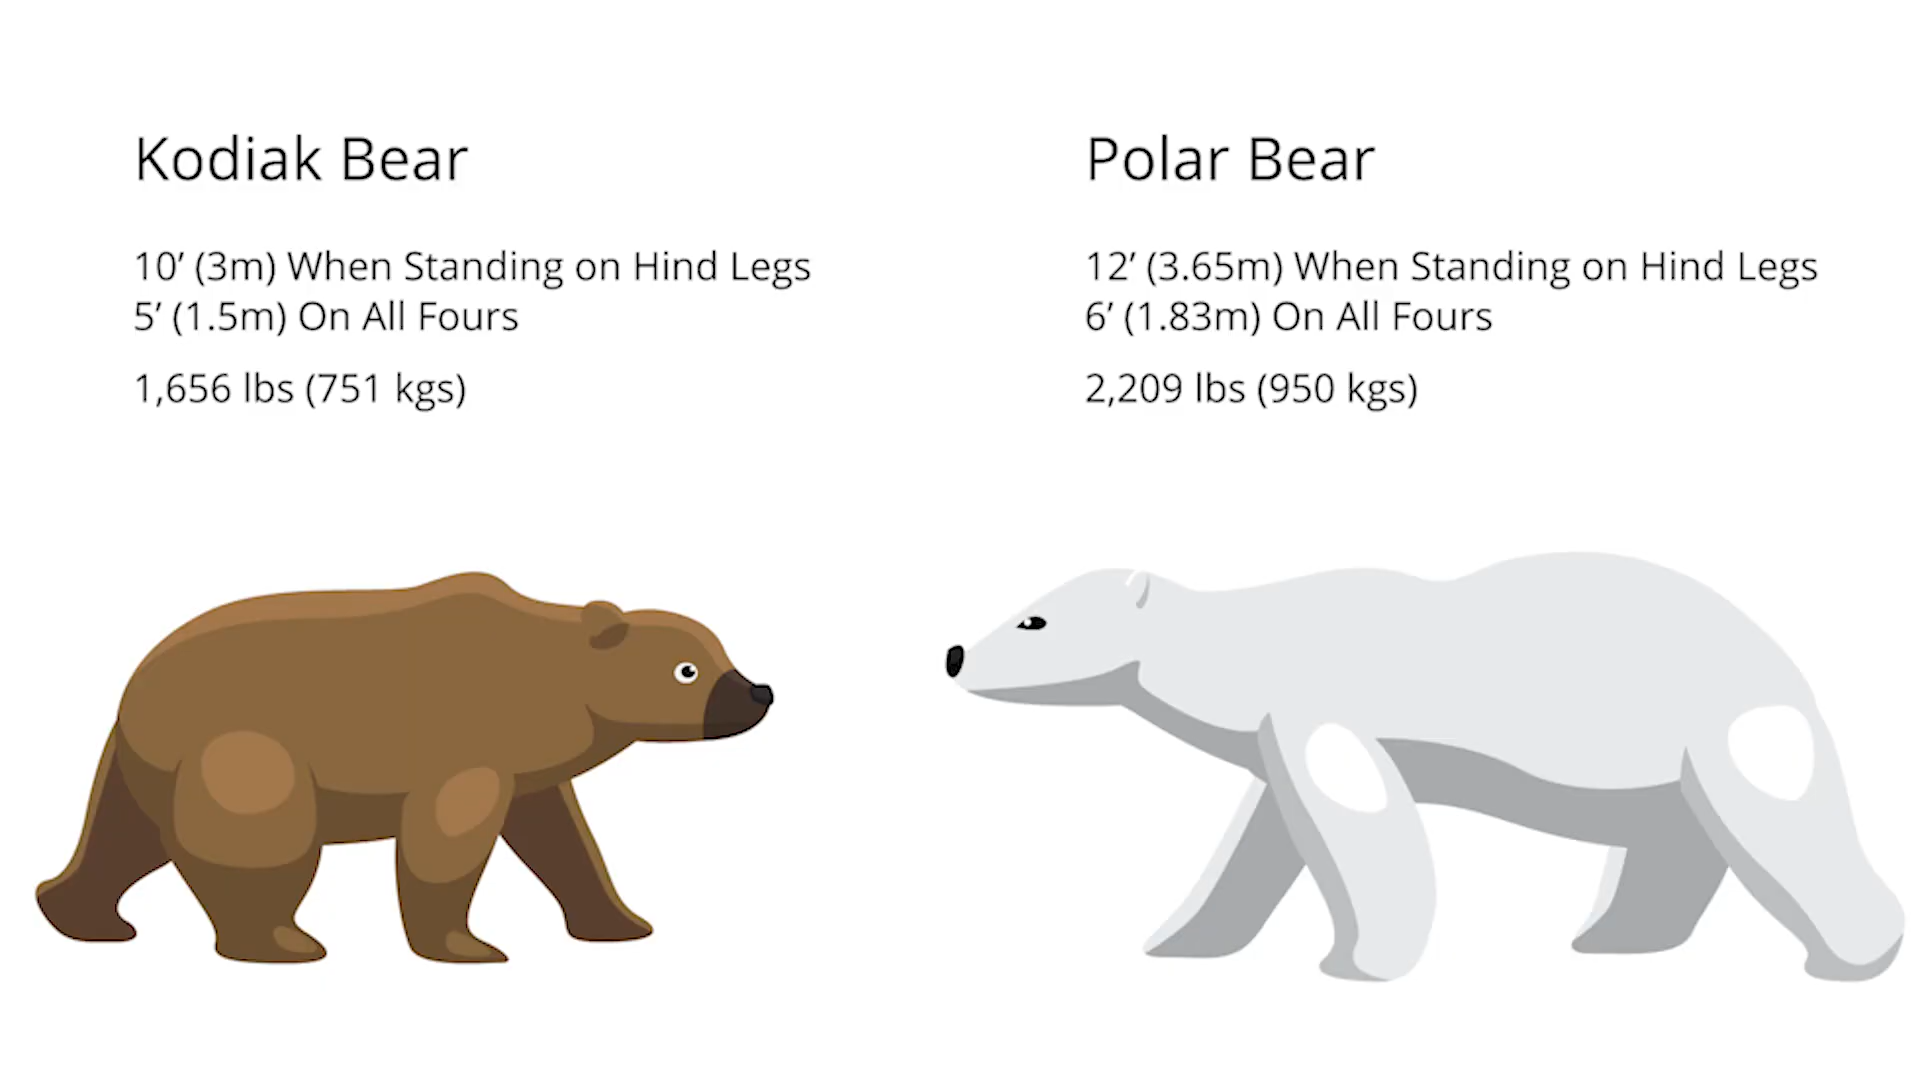 Kodiak Bear
10’ (3m) When Standing on Hind Legs
5’ (1.5m) On All Fours
1,656 lbs (751 kgs)
Polar Bear
12’ (3.65m) When Standing on Hind Legs
6’ (1.83m) On All Fours
2,209 lbs (950 kgs)